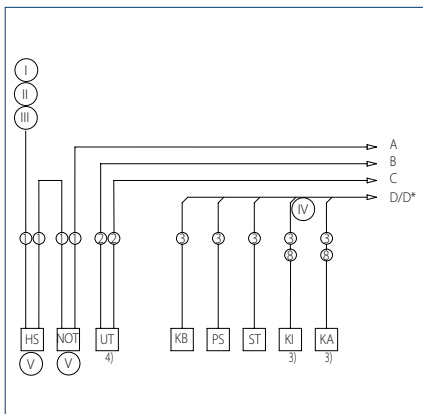 I
II
III
A
B
C
D/D*
IV
1 1 1 1 2 2 3 3 3 3 3
8 8
HS NOT UT KB PS ST KI KA
V V 4) 3) 3)